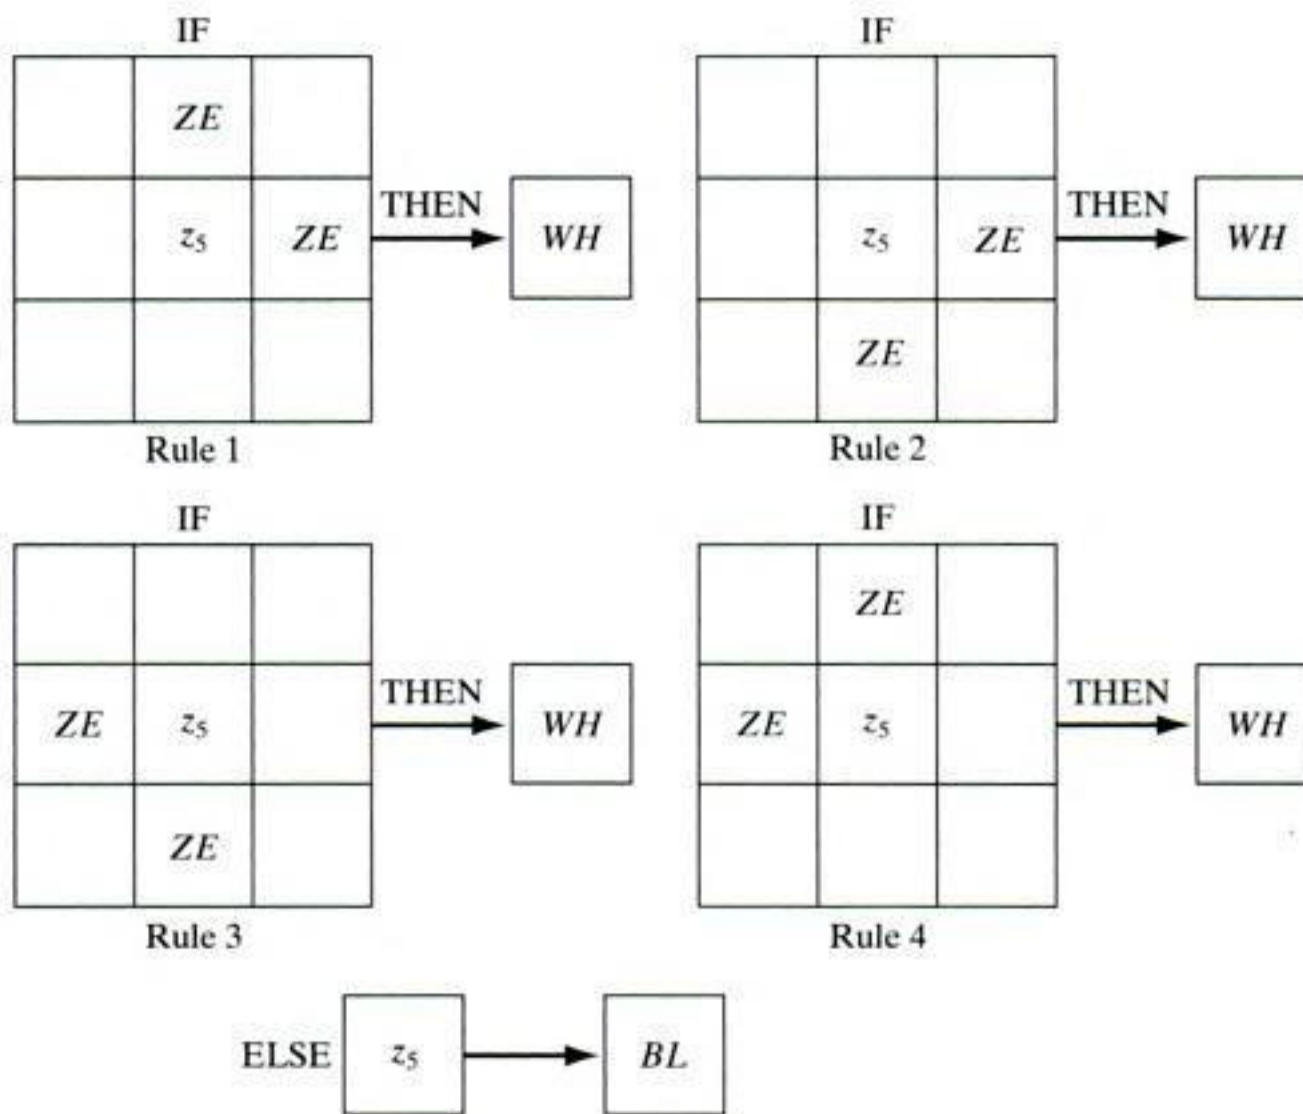 IF
ZE
z5 ZE THEN WH
Rule 1
IF
z5 ZE THEN WH
ZE
Rule 2
IF
ZE z5 THEN WH
ZE
Rule 3
IF
ZE
ZE z5 THEN WH
Rule 4
ELSE z5 BL